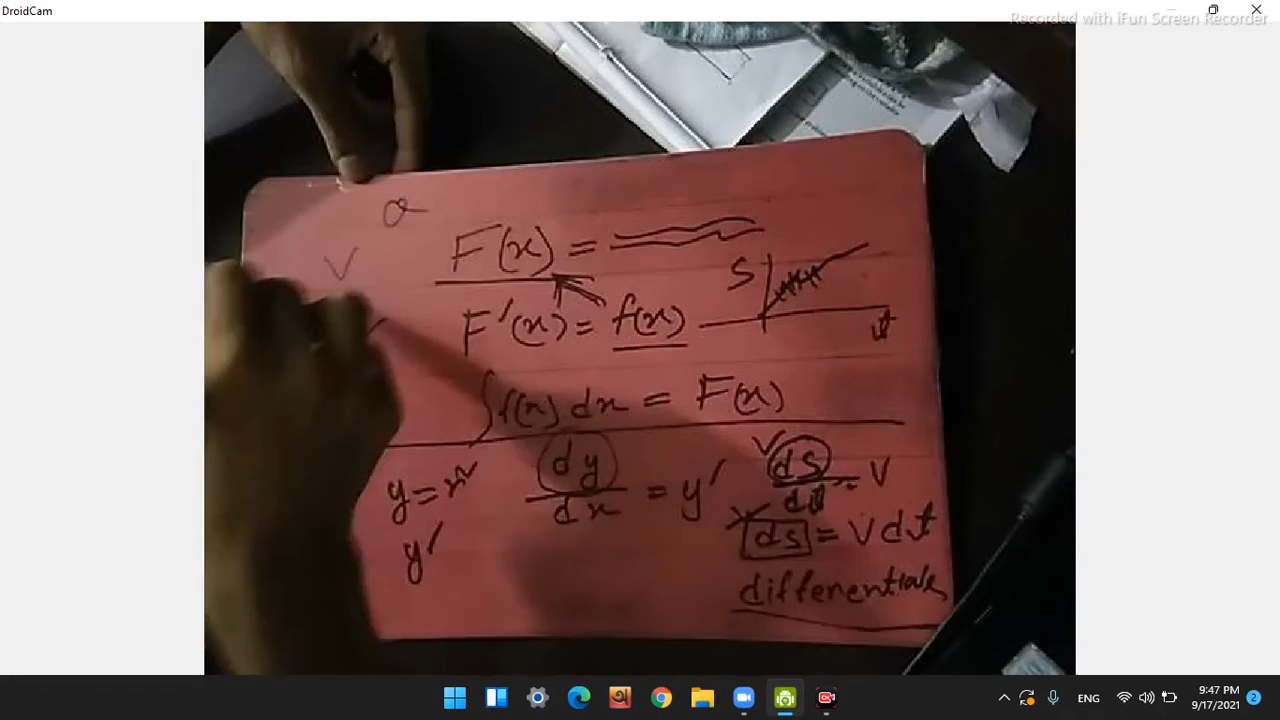 DroidCam
Recorded with iFun Screen Recorder
a
V
F(x) =
S
F'(x) = f(x)
t
∫f(x) dx = F(x)
y = x²
dy/dx = y'
ds/dt = V
y'
ds = V dt
differentials
ENG
9:47 PM
9/17/2021
2